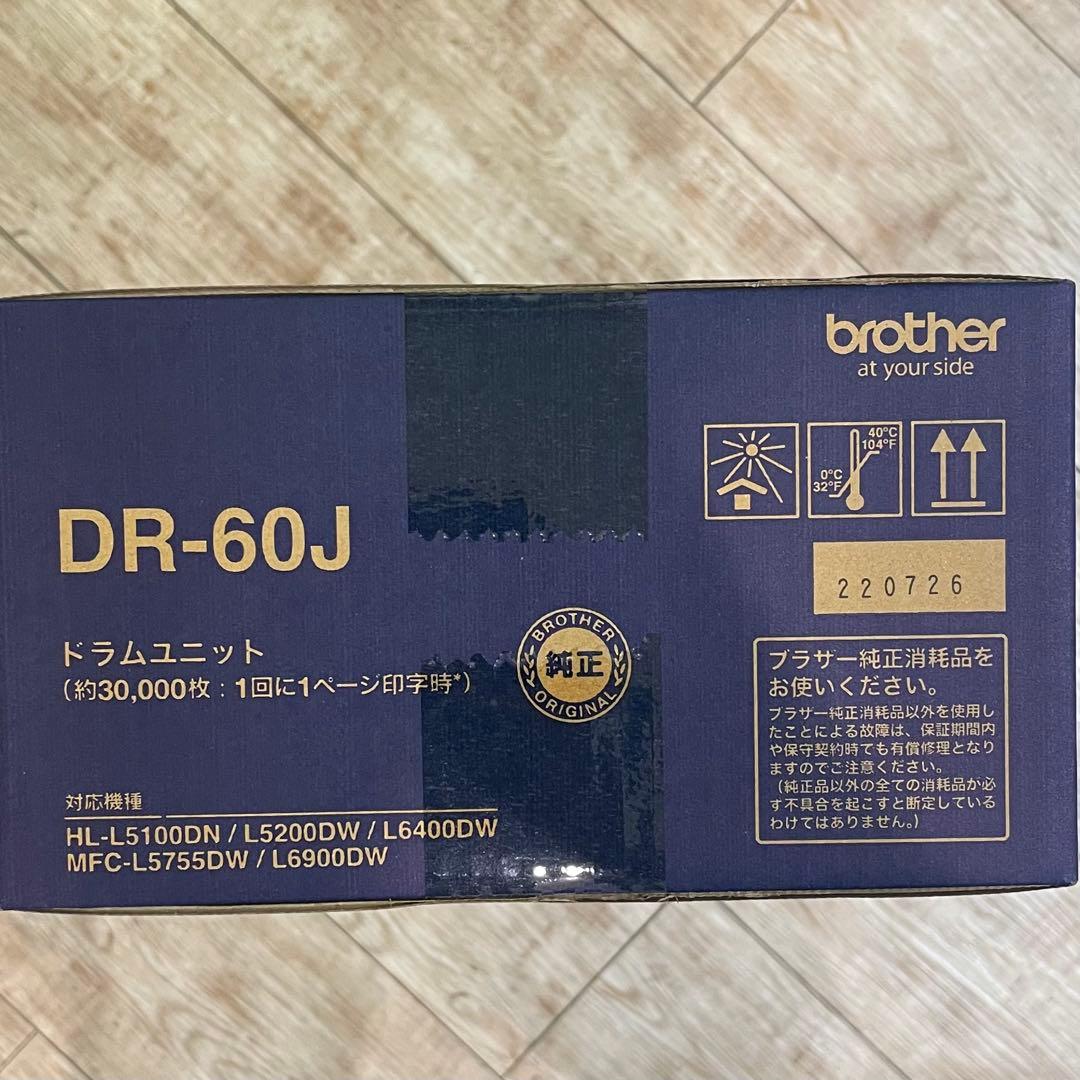 brother
at your side
40°C
104°F
0°C
32°F
DR-60J
220726
ドラムユニット
(約30,000枚:1回に1ページ印字時*)
BROTHER
純正
ORIGINAL
対応機種
HL-L5100DN / L5200DW / L6400DW
MFC-L5755DW / L6900DW
ブラザー純正消耗品を
お使いください。
ブラザー純正消耗品以外を使用し
たことによる故障は、保証期間内
や保守契約時でも有償修理となり
ますのでご注意ください。
(純正品以外の全ての消耗品が必
ず不具合を起こすと断定している
わけではありません。)